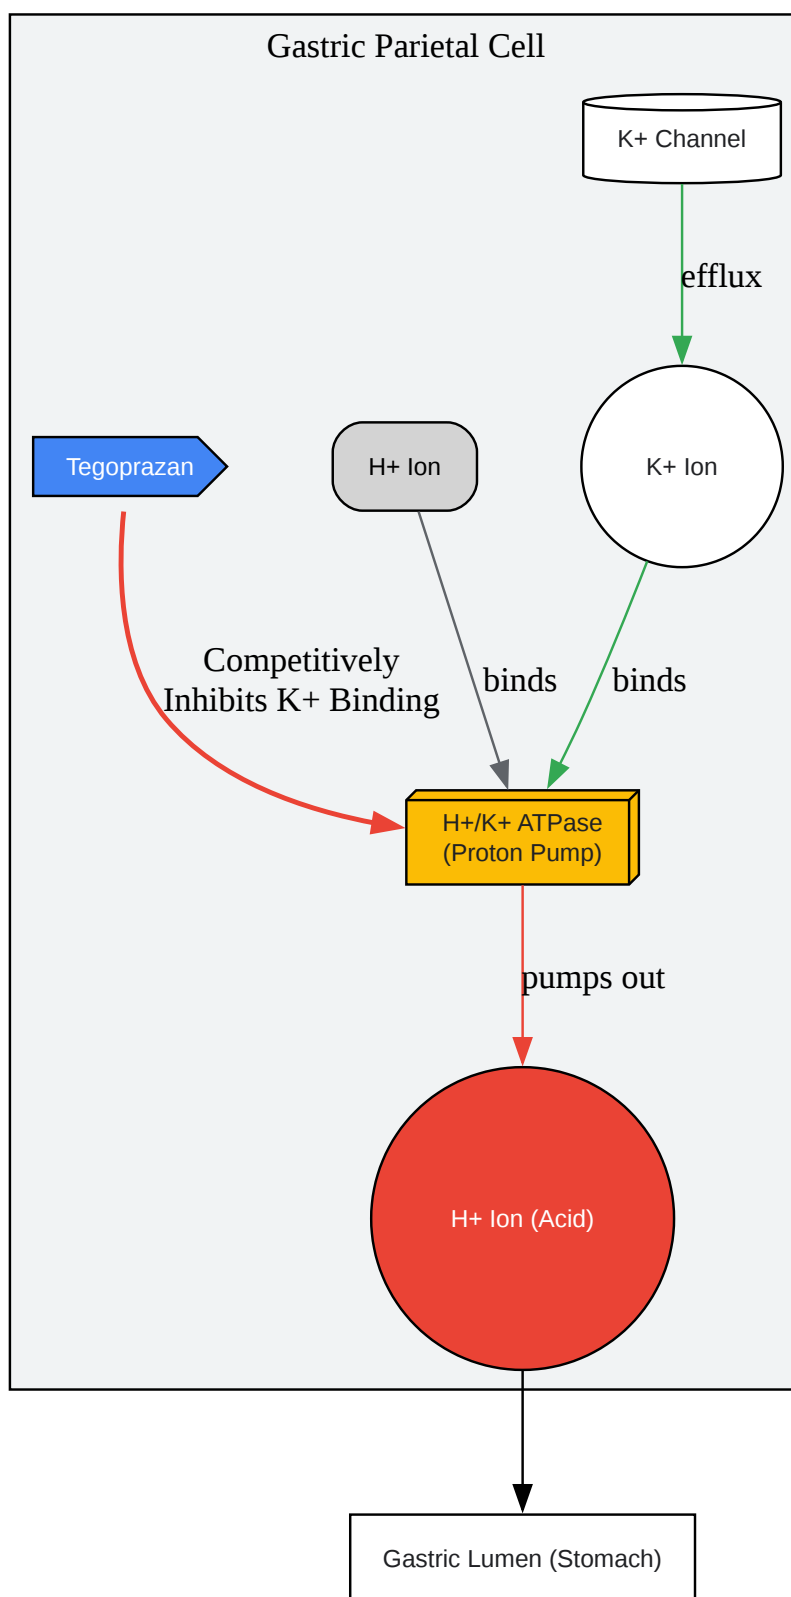 Gastric Parietal Cell
K+ Channel
efflux
Tegoprazan
H+ Ion
K+ Ion
Competitively
Inhibits K+ Binding
binds
binds
H+/K+ ATPase
(Proton Pump)
pumps out
H+ Ion (Acid)
Gastric Lumen (Stomach)